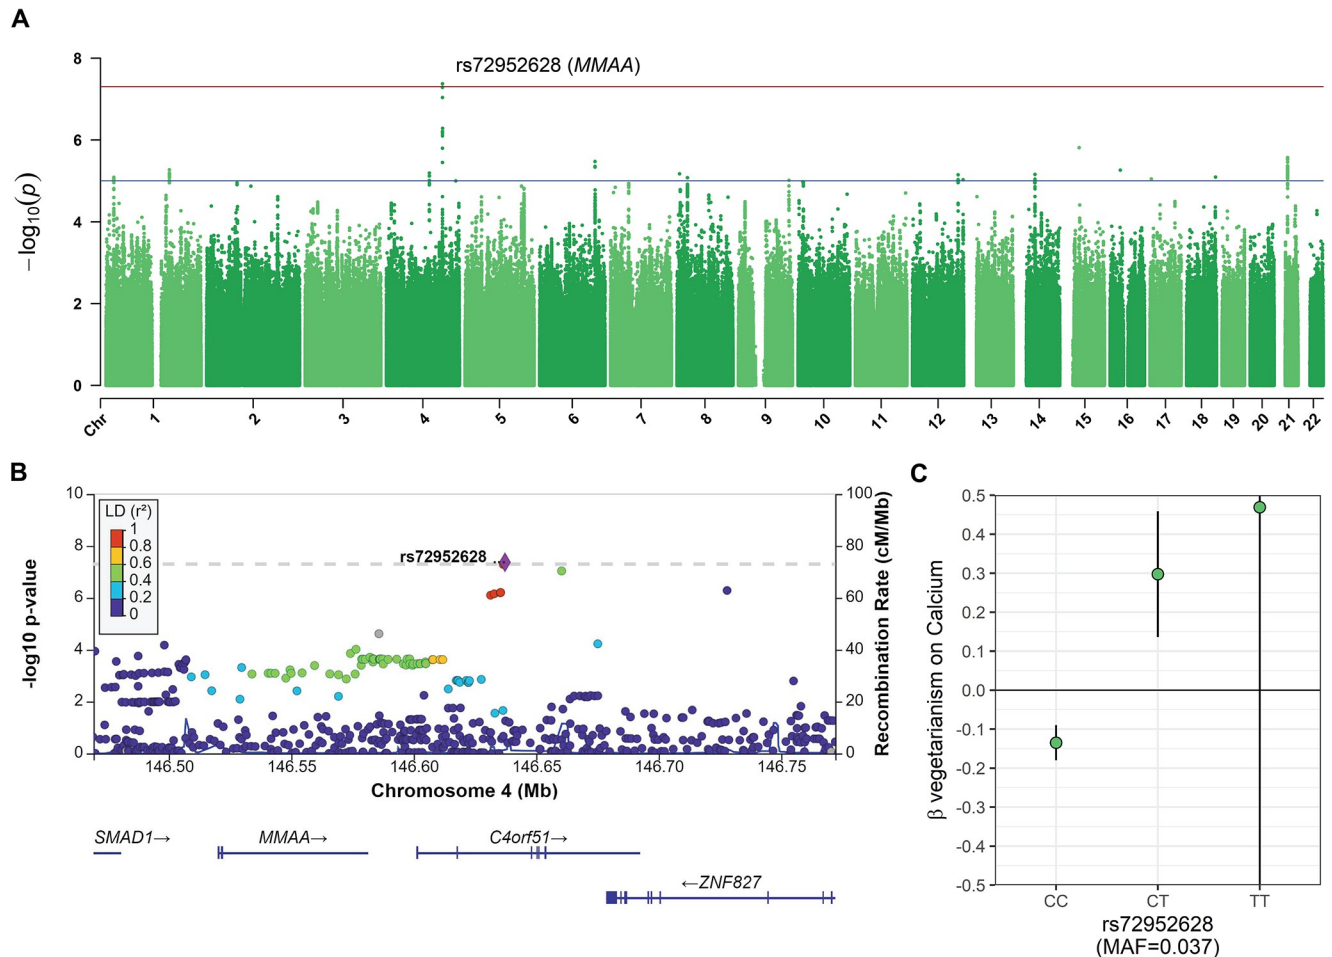 A
rs72952628 (MMAA)
− log10(p)
8
6
4
2
0
Chr 1 2 3 4 5 6 7 8 9 10 11 12 13 14 15 16 17 18 19 20 21 22
B
-log10 p-value
10
8
6
4
2
0
LD (r²)
1
0.8
0.6
0.4
0.2
0
rs72952628
100
80
60
40
20
0
Recombination Rate (cM/Mb)
146.50 146.55 146.60 146.65 146.70 146.75
Chromosome 4 (Mb)
SMAD1→ MMAA→ C4orf51→
←ZNF827
C
β vegetarianism on Calcium
0.5
0.4
0.3
0.2
0.1
0.0
-0.1
-0.2
-0.3
-0.4
-0.5
CC CT TT
rs72952628
(MAF=0.037)